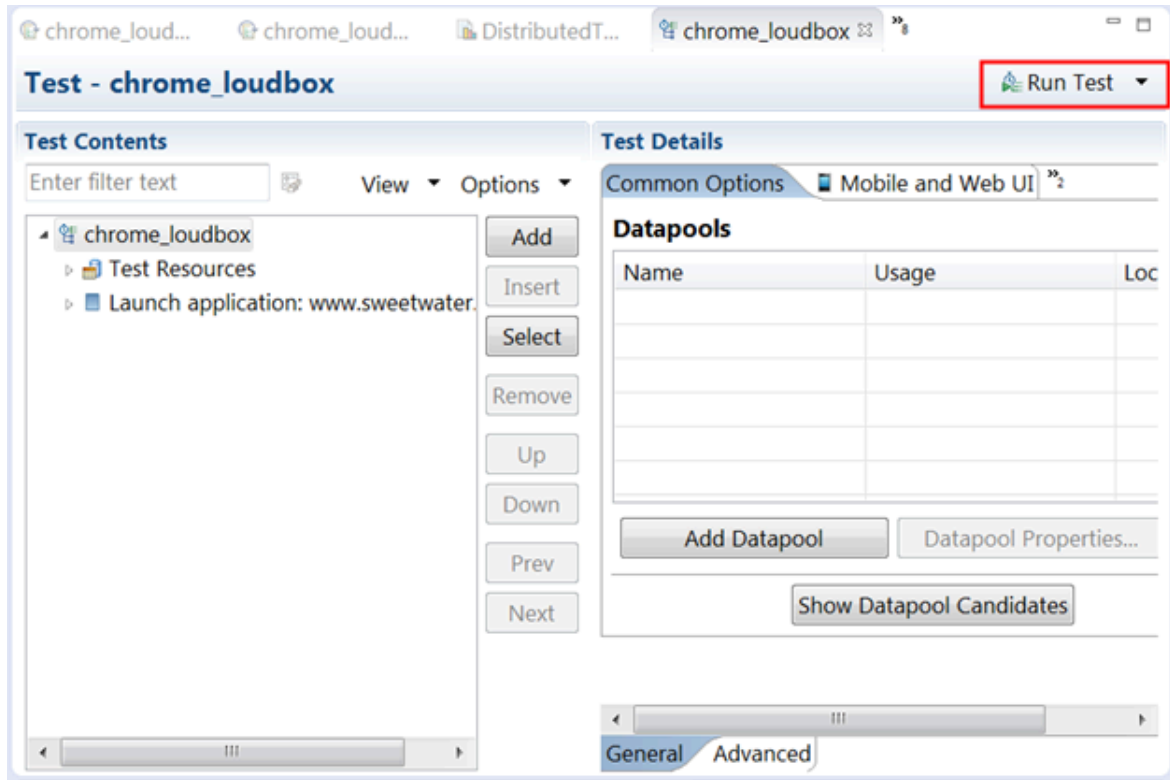 chrome_loud...
chrome_loud...
DistributedT...
chrome_loudbox
»8
Test - chrome_loudbox
Run Test
Test Contents
Enter filter text
View
Options
chrome_loudbox
Test Resources
Launch application: www.sweetwater.
Add
Insert
Select
Remove
Up
Down
Prev
Next
Test Details
Common Options
Mobile and Web UI
»2
Datapools
Name
Usage
Loc
Add Datapool
Datapool Properties...
Show Datapool Candidates
General
Advanced